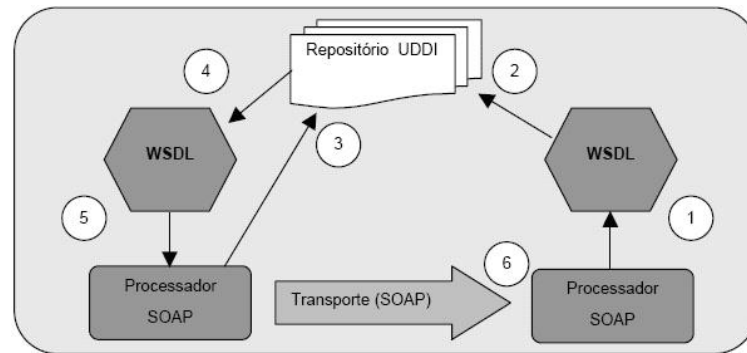 Repositório UDDI
4
2
WSDL
3
WSDL
5
1
6
Processador
SOAP
Transporte (SOAP)
Processador
SOAP